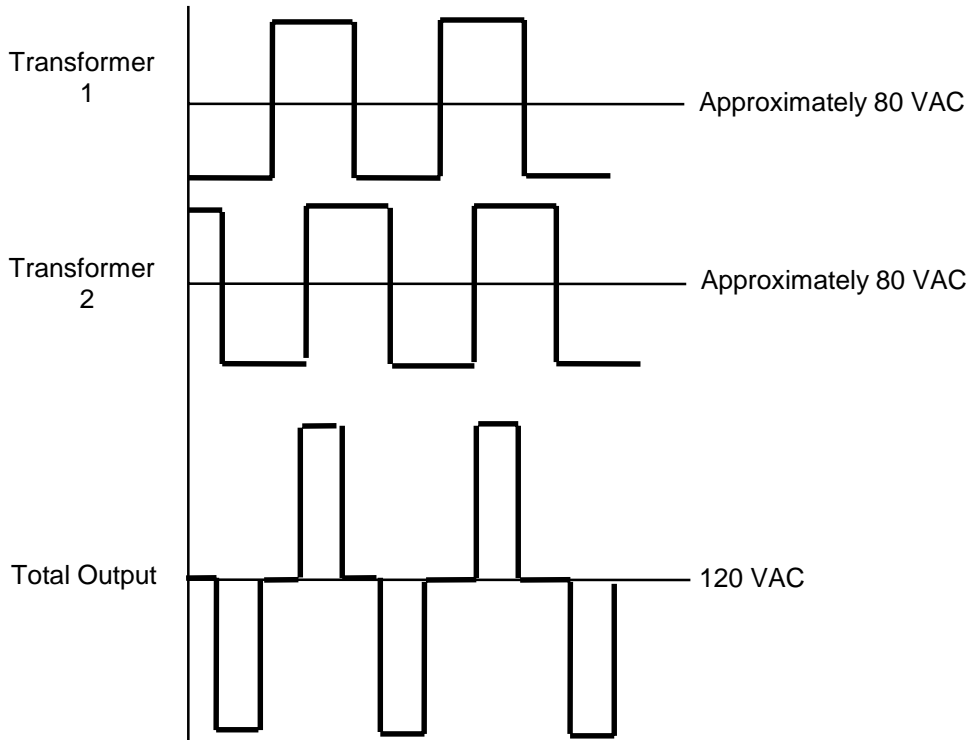 Transformer
1
Approximately 80 VAC
Transformer
2
Approximately 80 VAC
Total Output
120 VAC